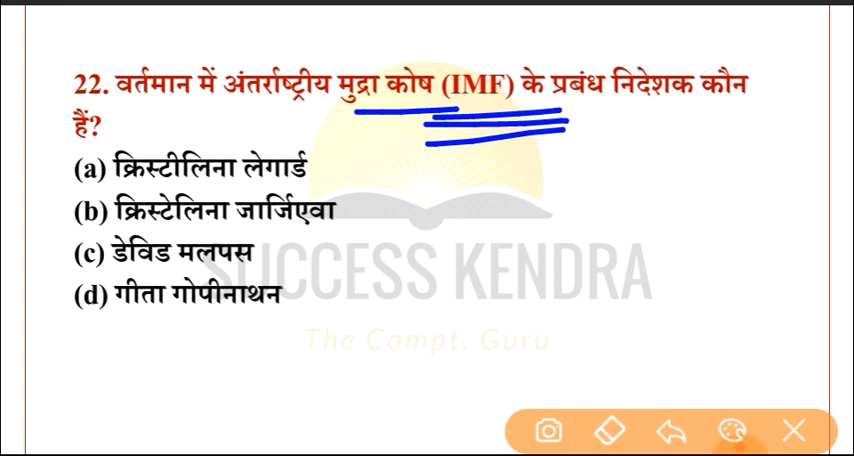 22. वर्तमान में अंतर्राष्ट्रीय मुद्रा कोष (IMF) के प्रबंध निदेशक कौन
हैं?
(a) क्रिस्टीलिना लेगार्ड
(b) क्रिस्टेलिना जार्जिएवा
(c) डेविड मलपस
(d) गीता गोपीनाथन
SUCCESS KENDRA
The Compt. Guru